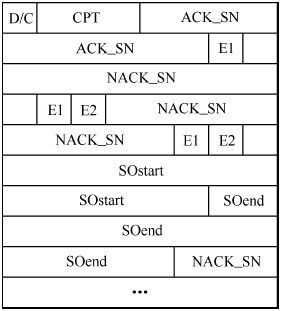 D/C CPT ACK_SN
ACK_SN E1
NACK_SN
E1 E2 NACK_SN
NACK_SN E1 E2
SOstart
SOstart SOend
SOend
SOend NACK_SN
...